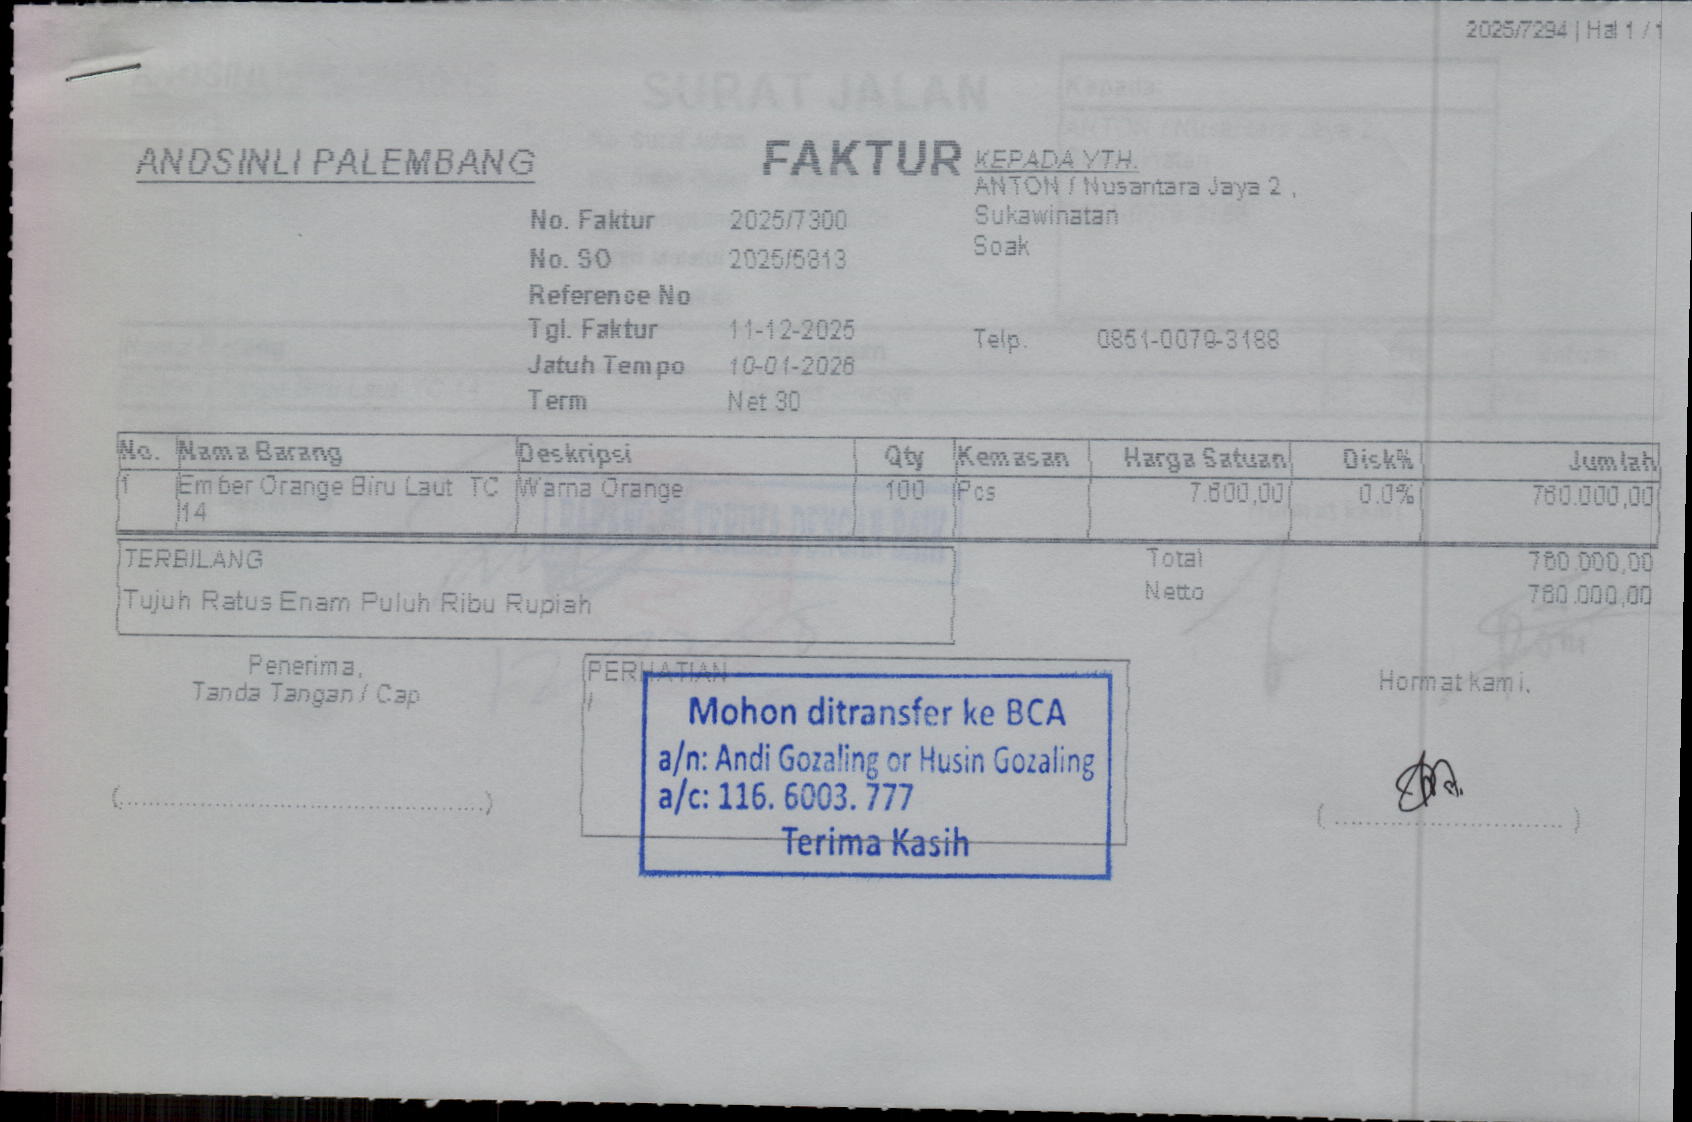 2025/7294 | Hal 1 / 1
SURAT JALAN
Kepada:
ANDSINLI PALEMBANG
FAKTUR
KEPADA YTH.
ANTON / Nusantara Jaya 2 ,
Sukawinatan
Soak
No. Faktur 2025/7300
No. SO 2025/5813
Reference No
Tgl. Faktur 11-12-2025
Telp. 0851-0079-3188
Jatuh Tempo 10-01-2026
Term Net 30
No. Nama Barang Deskripsi Qty Kemasan Harga Satuan Disk% Jumlah
1 Ember Orange Biru Laut TC Warna Orange 100 Pcs 7.600,00 0.0% 760.000,00
14
TERBILANG
Total 760.000,00
Tujuh Ratus Enam Puluh Ribu Rupiah
Netto 760.000,00
Penerima,
Tanda Tangan / Cap
PERHATIAN
Hormat kami,
Mohon ditransfer ke BCA
a/n: Andi Gozaling or Husin Gozaling
a/c: 116. 6003. 777
Terima Kasih